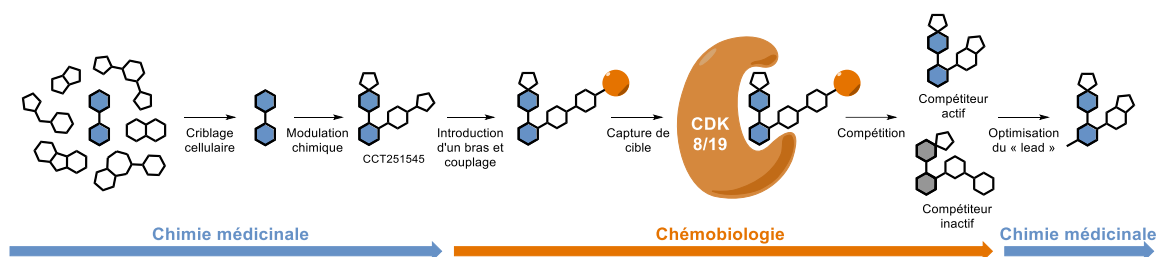 Criblage
cellulaire
Modulation
chimique
CCT251545
Introduction
d'un bras et
couplage
Capture de
cible
CDK
8/19
Compétition
Compétiteur
actif
Compétiteur
inactif
Optimisation
du « lead »
Chimie médicinale
Chémobiologie
Chimie médicinale